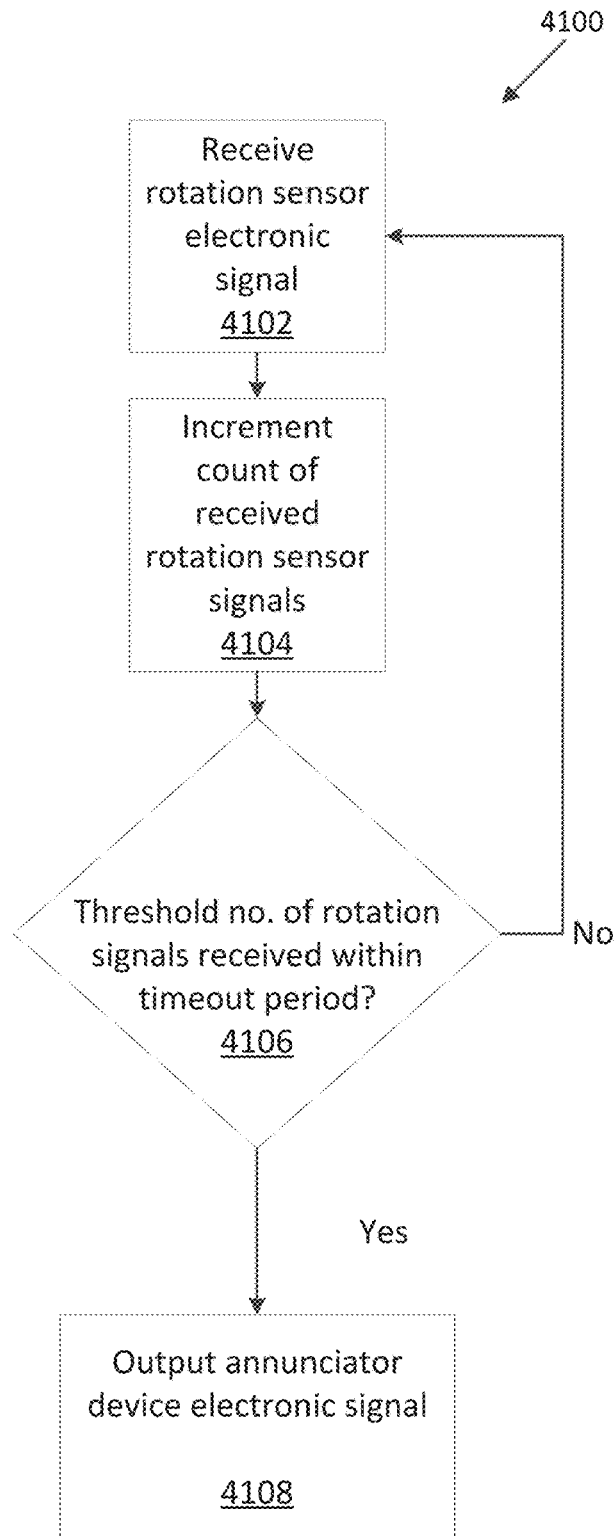 4100
Receive
rotation sensor
electronic
signal
4102
Increment
count of
received
rotation sensor
signals
4104
Threshold no. of rotation
signals received within
timeout period?
4106
No
Yes
Output annunciator
device electronic signal
4108